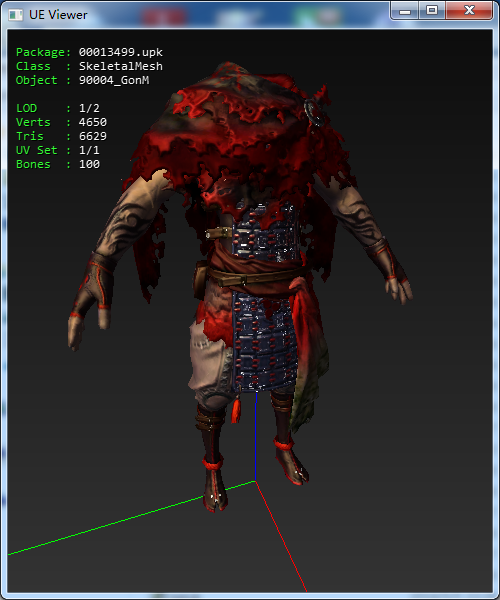 UE Viewer
Package: 00013499.upk
Class  : SkeletalMesh
Object : 90004_GonM
LOD    : 1/2
Verts  : 4650
Tris   : 6629
UV Set : 1/1
Bones  : 100